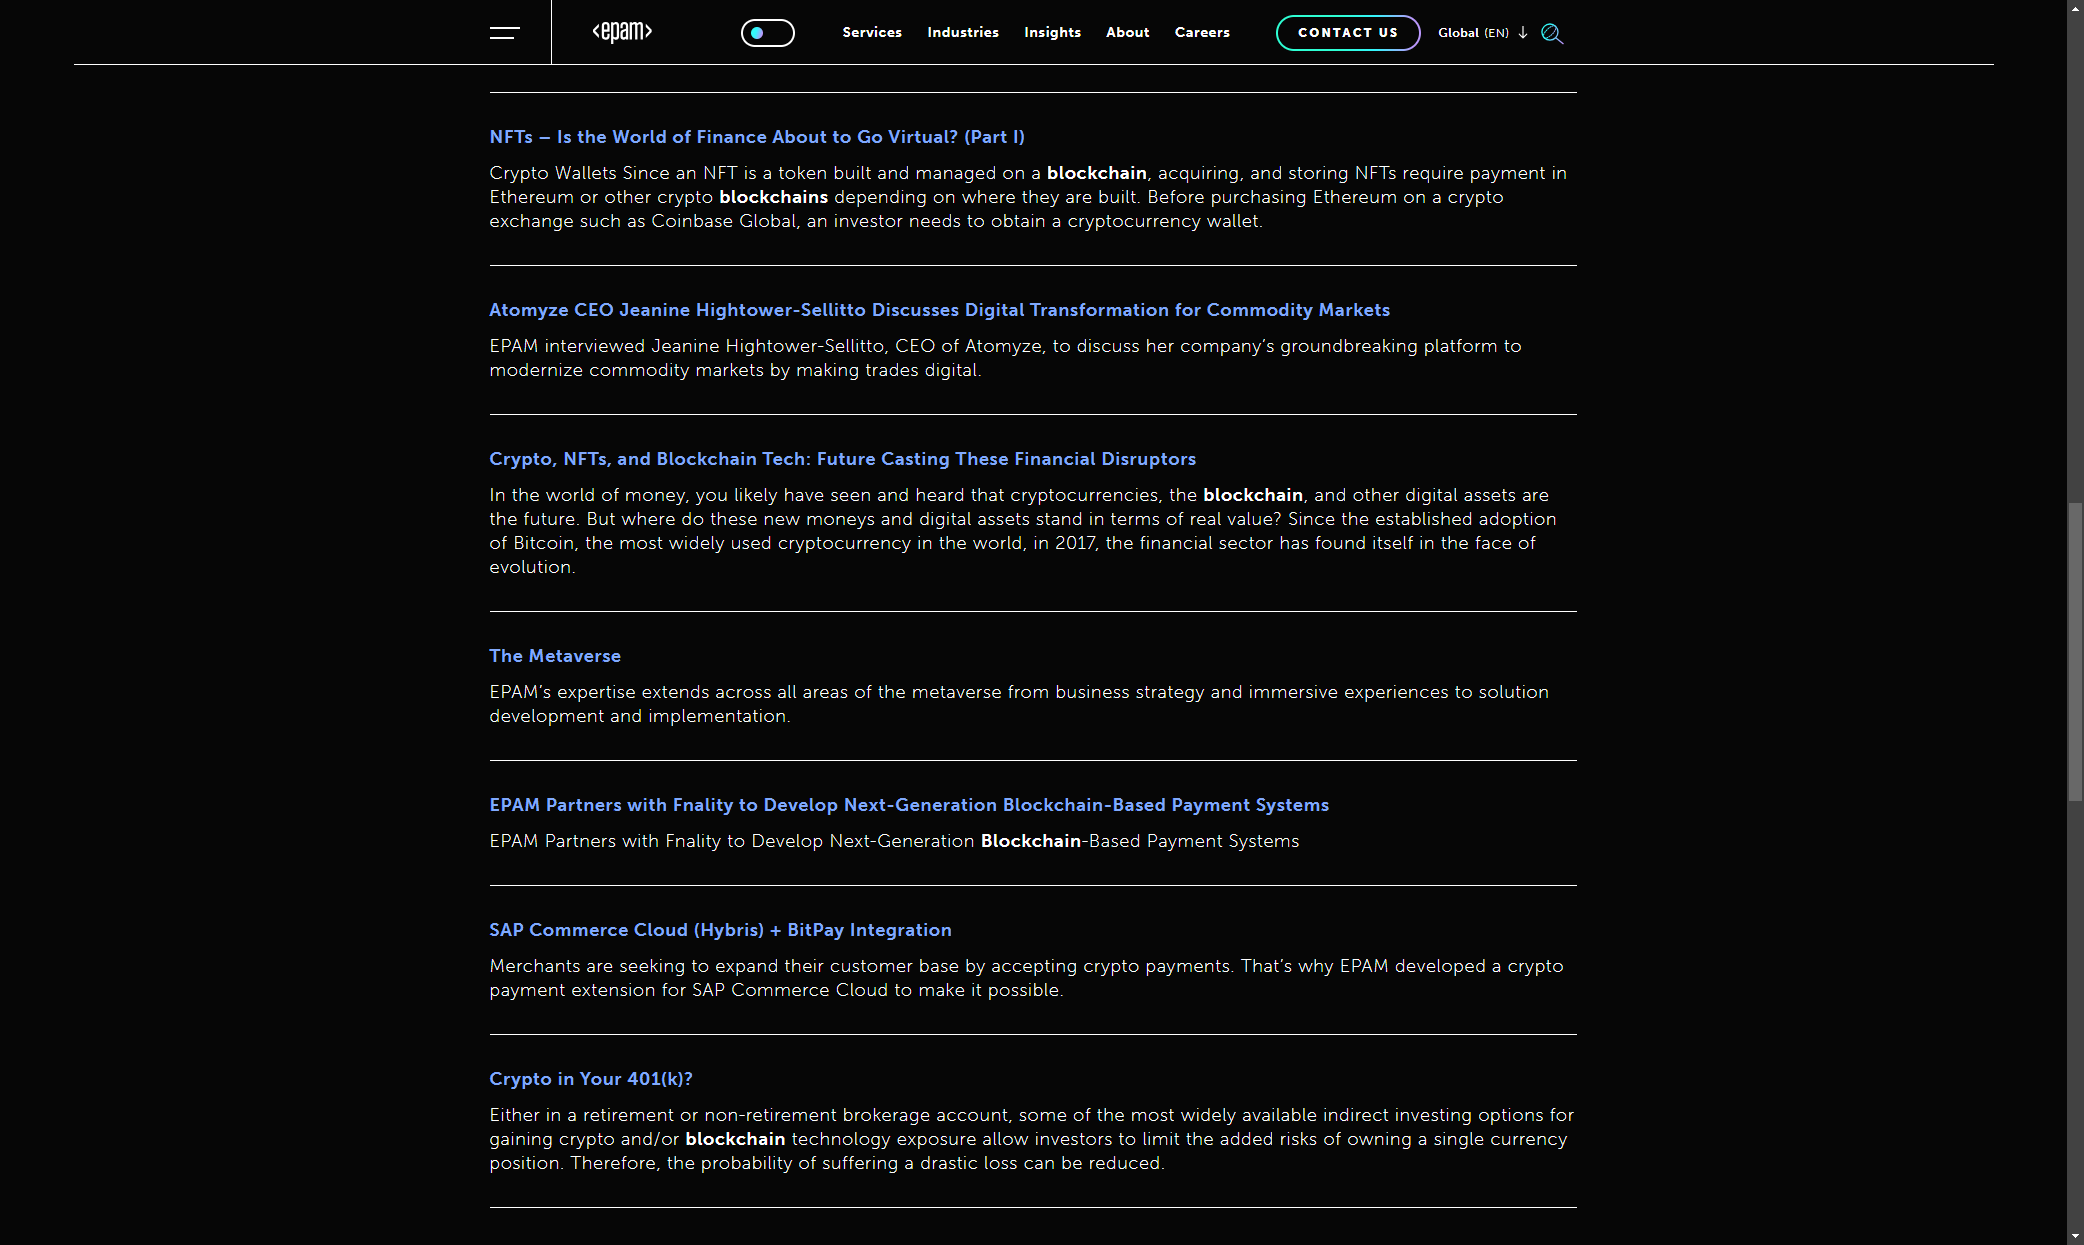 <epam>
Services Industries Insights About Careers CONTACT US Global (EN)
NFTs – Is the World of Finance About to Go Virtual? (Part I)
Crypto Wallets Since an NFT is a token built and managed on a blockchain, acquiring, and storing NFTs require payment in
Ethereum or other crypto blockchains depending on where they are built. Before purchasing Ethereum on a crypto
exchange such as Coinbase Global, an investor needs to obtain a cryptocurrency wallet.
Atomyze CEO Jeanine Hightower-Sellitto Discusses Digital Transformation for Commodity Markets
EPAM interviewed Jeanine Hightower-Sellitto, CEO of Atomyze, to discuss her company’s groundbreaking platform to
modernize commodity markets by making trades digital.
Crypto, NFTs, and Blockchain Tech: Future Casting These Financial Disruptors
In the world of money, you likely have seen and heard that cryptocurrencies, the blockchain, and other digital assets are
the future. But where do these new moneys and digital assets stand in terms of real value? Since the established adoption
of Bitcoin, the most widely used cryptocurrency in the world, in 2017, the financial sector has found itself in the face of
evolution.
The Metaverse
EPAM’s expertise extends across all areas of the metaverse from business strategy and immersive experiences to solution
development and implementation.
EPAM Partners with Fnality to Develop Next-Generation Blockchain-Based Payment Systems
EPAM Partners with Fnality to Develop Next-Generation Blockchain-Based Payment Systems
SAP Commerce Cloud (Hybris) + BitPay Integration
Merchants are seeking to expand their customer base by accepting crypto payments. That’s why EPAM developed a crypto
payment extension for SAP Commerce Cloud to make it possible.
Crypto in Your 401(k)?
Either in a retirement or non-retirement brokerage account, some of the most widely available indirect investing options for
gaining crypto and/or blockchain technology exposure allow investors to limit the added risks of owning a single currency
position. Therefore, the probability of suffering a drastic loss can be reduced.